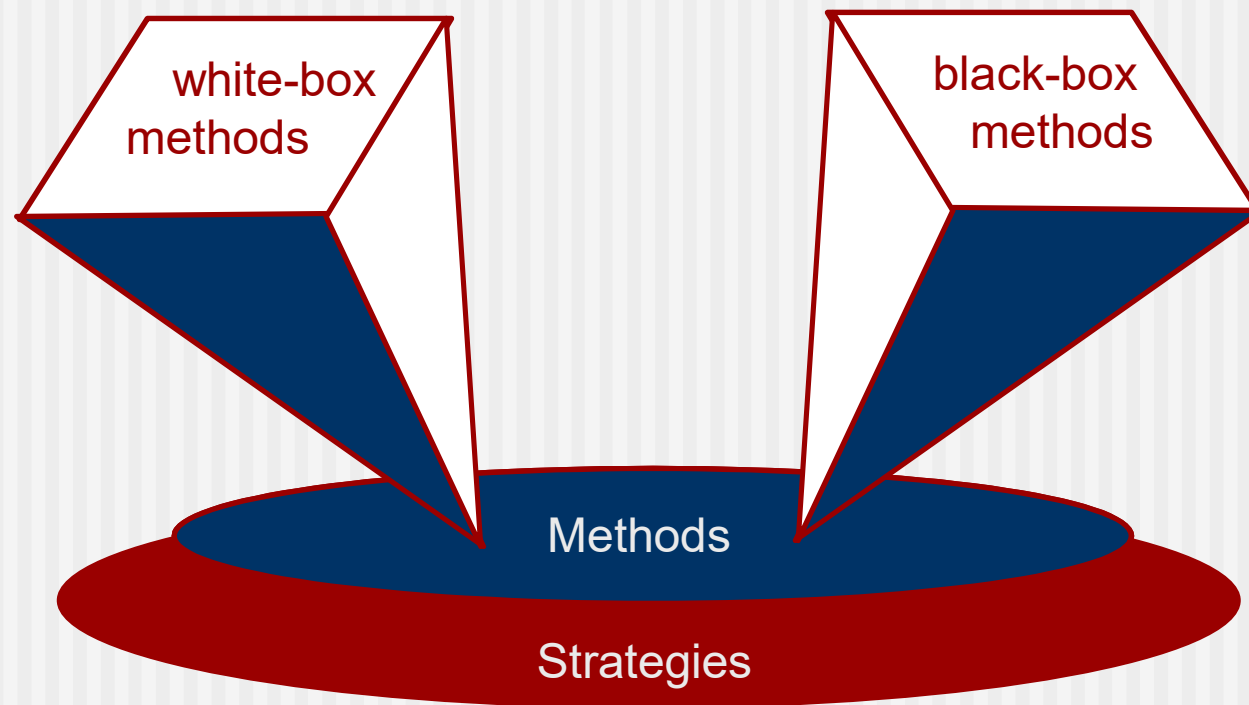 white-box
methods
black-box
methods
Methods
Strategies